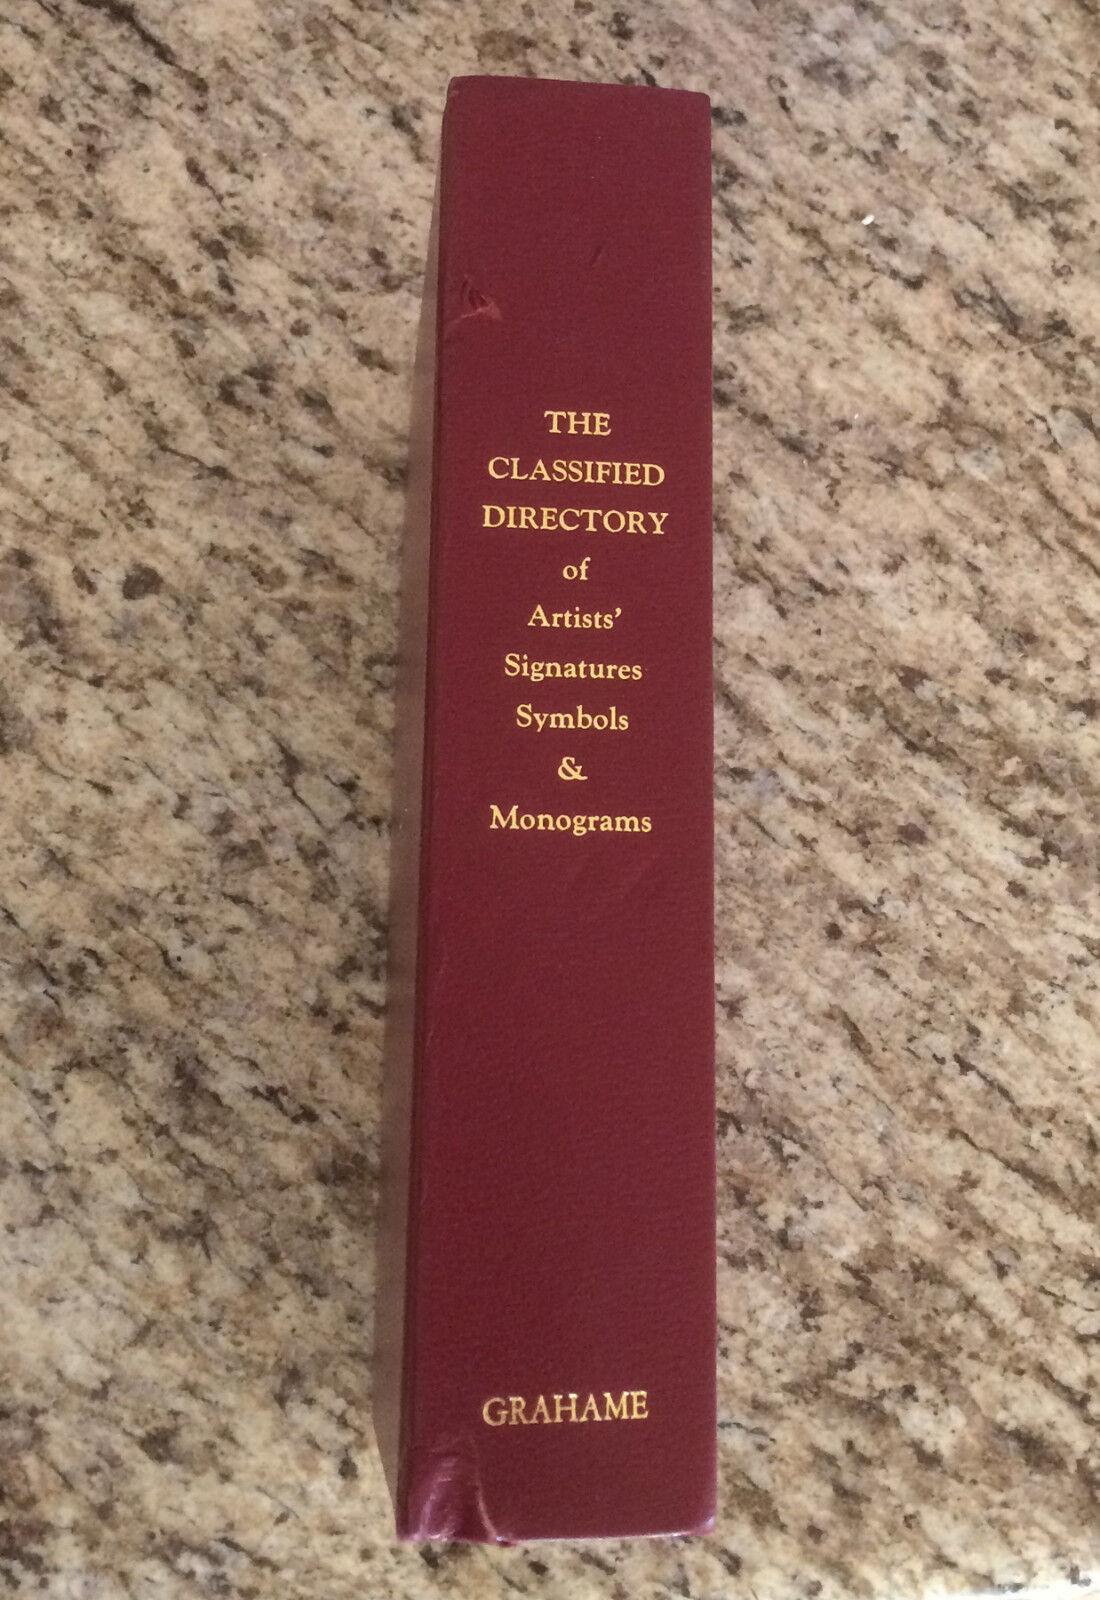 THE
CLASSIFIED
DIRECTORY
of
Artists’
Signatures
Symbols
&
Monograms
GRAHAME